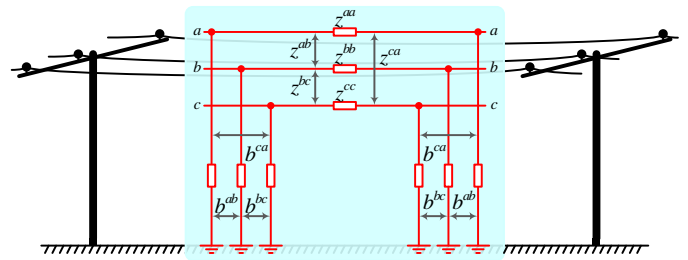 z^{aa}
a a
z^{ab} z^{bb} z^{ca}
b b
z^{bc} z^{cc}
c c
b^{ca} b^{ca}
b^{ab} b^{bc} b^{bc} b^{ab}